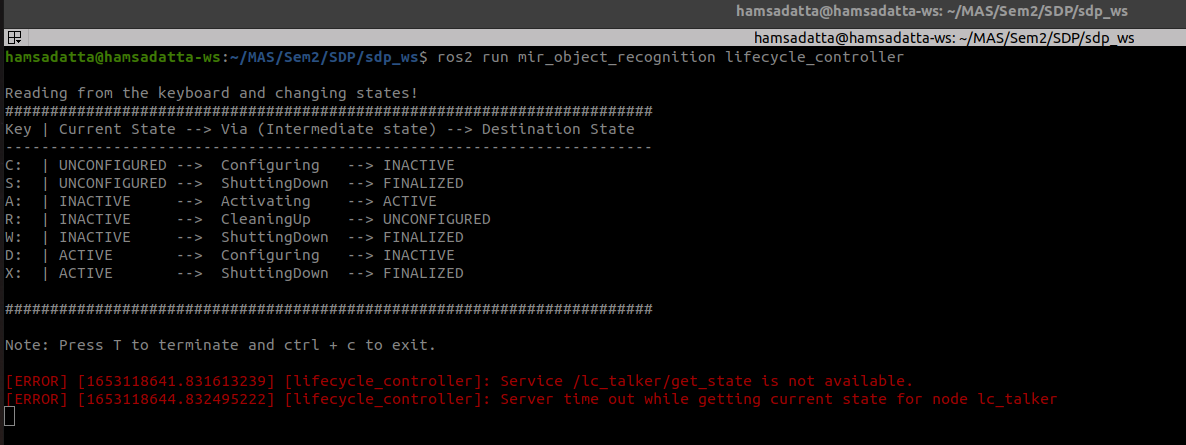 hamsadatta@hamsadatta-ws: ~/MAS/Sem2/SDP/sdp_ws
hamsadatta@hamsadatta-ws: ~/MAS/Sem2/SDP/sdp_ws
hamsadatta@hamsadatta-ws:~/MAS/Sem2/SDP/sdp_ws$ ros2 run mir_object_recognition lifecycle_controller
Reading from the keyboard and changing states!
########################################################################
Key | Current State --> Via (Intermediate state) --> Destination State
------------------------------------------------------------------------
C:  | UNCONFIGURED -->  Configuring   --> INACTIVE
S:  | UNCONFIGURED -->  ShuttingDown  --> FINALIZED
A:  | INACTIVE     -->  Activating    --> ACTIVE
R:  | INACTIVE     -->  CleaningUp    --> UNCONFIGURED
W:  | INACTIVE     -->  ShuttingDown  --> FINALIZED
D:  | ACTIVE       -->  Configuring   --> INACTIVE
X:  | ACTIVE       -->  ShuttingDown  --> FINALIZED
########################################################################
Note: Press T to terminate and ctrl + c to exit.
[ERROR] [1653118641.831613239] [lifecycle_controller]: Service /lc_talker/get_state is not available.
[ERROR] [1653118644.832495222] [lifecycle_controller]: Server time out while getting current state for node lc_talker